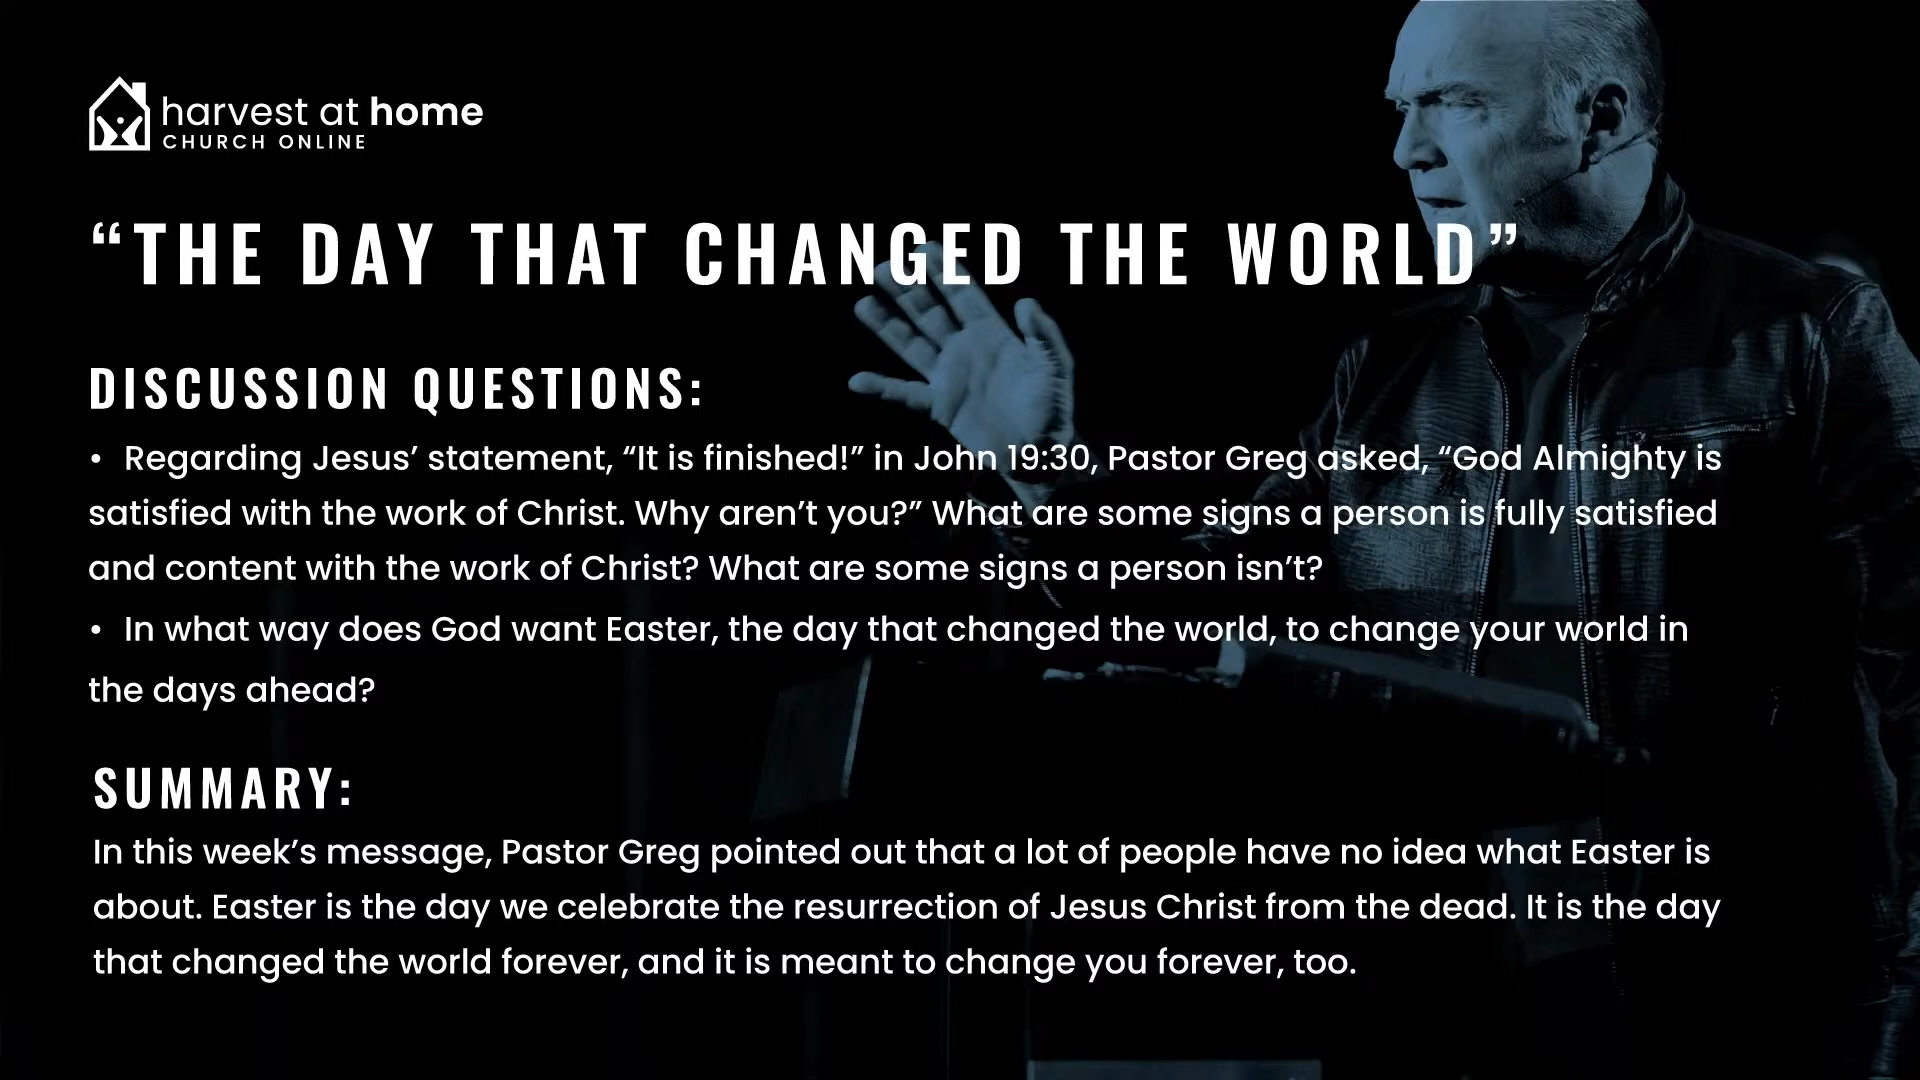 harvest at home
CHURCH ONLINE
“THE DAY THAT CHANGED THE WORLD”
DISCUSSION QUESTIONS:
• Regarding Jesus’ statement, “It is finished!” in John 19:30, Pastor Greg asked, “God Almighty is
satisfied with the work of Christ. Why aren’t you?” What are some signs a person is fully satisfied
and content with the work of Christ? What are some signs a person isn’t?
• In what way does God want Easter, the day that changed the world, to change your world in
the days ahead?
SUMMARY:
In this week’s message, Pastor Greg pointed out that a lot of people have no idea what Easter is
about. Easter is the day we celebrate the resurrection of Jesus Christ from the dead. It is the day
that changed the world forever, and it is meant to change you forever, too.